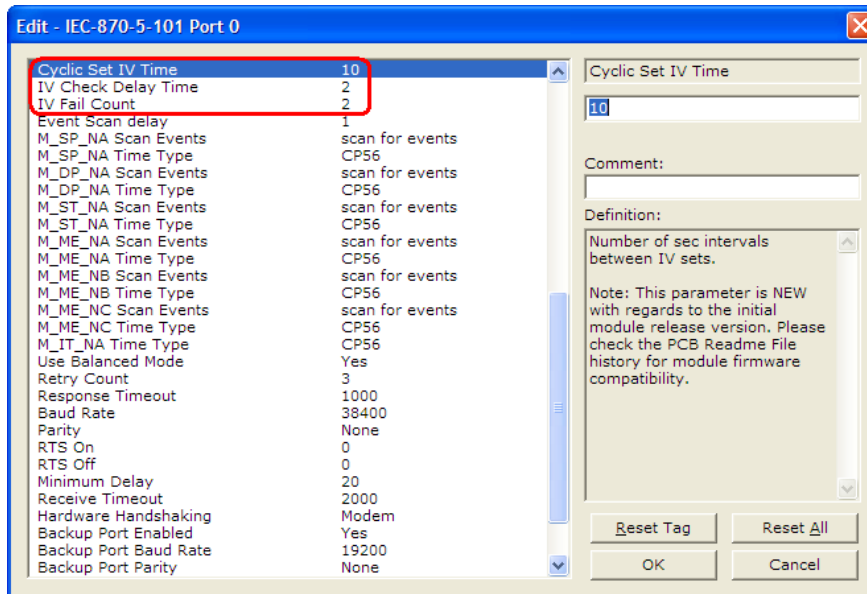 Edit - IEC-870-5-101 Port 0
Cyclic Set IV Time 10
IV Check Delay Time 2
IV Fail Count 2
Event Scan delay 1
M_SP_NA Scan Events scan for events
M_SP_NA Time Type CP56
M_DP_NA Scan Events scan for events
M_DP_NA Time Type CP56
M_ST_NA Scan Events scan for events
M_ST_NA Time Type CP56
M_ME_NA Scan Events scan for events
M_ME_NA Time Type CP56
M_ME_NB Scan Events scan for events
M_ME_NB Time Type CP56
M_ME_NC Scan Events scan for events
M_ME_NC Time Type CP56
M_IT_NA Time Type CP56
Use Balanced Mode Yes
Retry Count 3
Response Timeout 1000
Baud Rate 38400
Parity None
RTS On 0
RTS Off 0
Minimum Delay 20
Receive Timeout 2000
Hardware Handshaking Modem
Backup Port Enabled Yes
Backup Port Baud Rate 19200
Backup Port Parity None
Cyclic Set IV Time
10
Comment:
Definition:
Number of sec intervals
between IV sets.
Note: This parameter is NEW
with regards to the initial
module release version. Please
check the PCB Readme File
history for module firmware
compatibility.
Reset Tag Reset All
OK Cancel